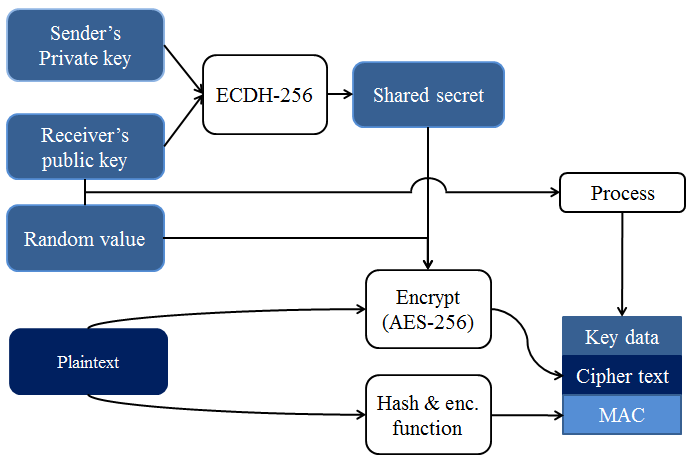 Sender’s
Private key
ECDH-256
Shared secret
Receiver’s
public key
Process
Random value
Encrypt
(AES-256)
Key data
Plaintext
Cipher text
Hash & enc.
function
MAC